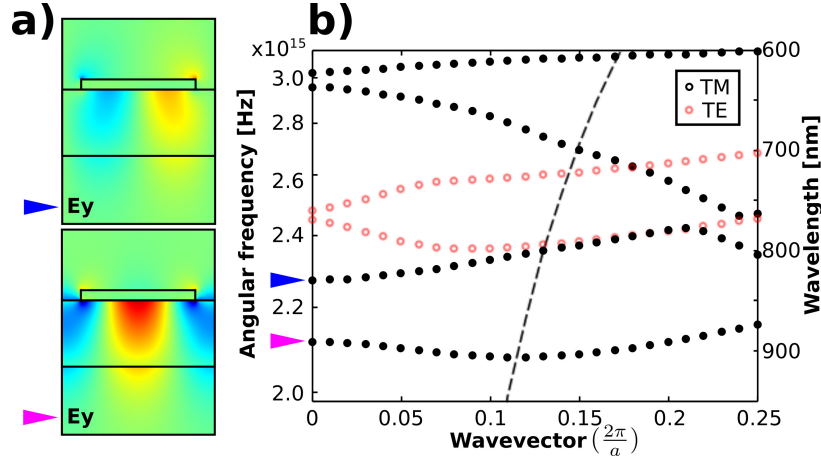 a)
Ey
Ey
b)
x10¹⁵
3.0
2.8
2.6
2.4
2.2
2.0
Angular frequency [Hz]
TM
TE
600
700
800
900
Wavelength [nm]
0
0.05
0.1
0.15
0.2
0.25
Wavevector (2π/a)